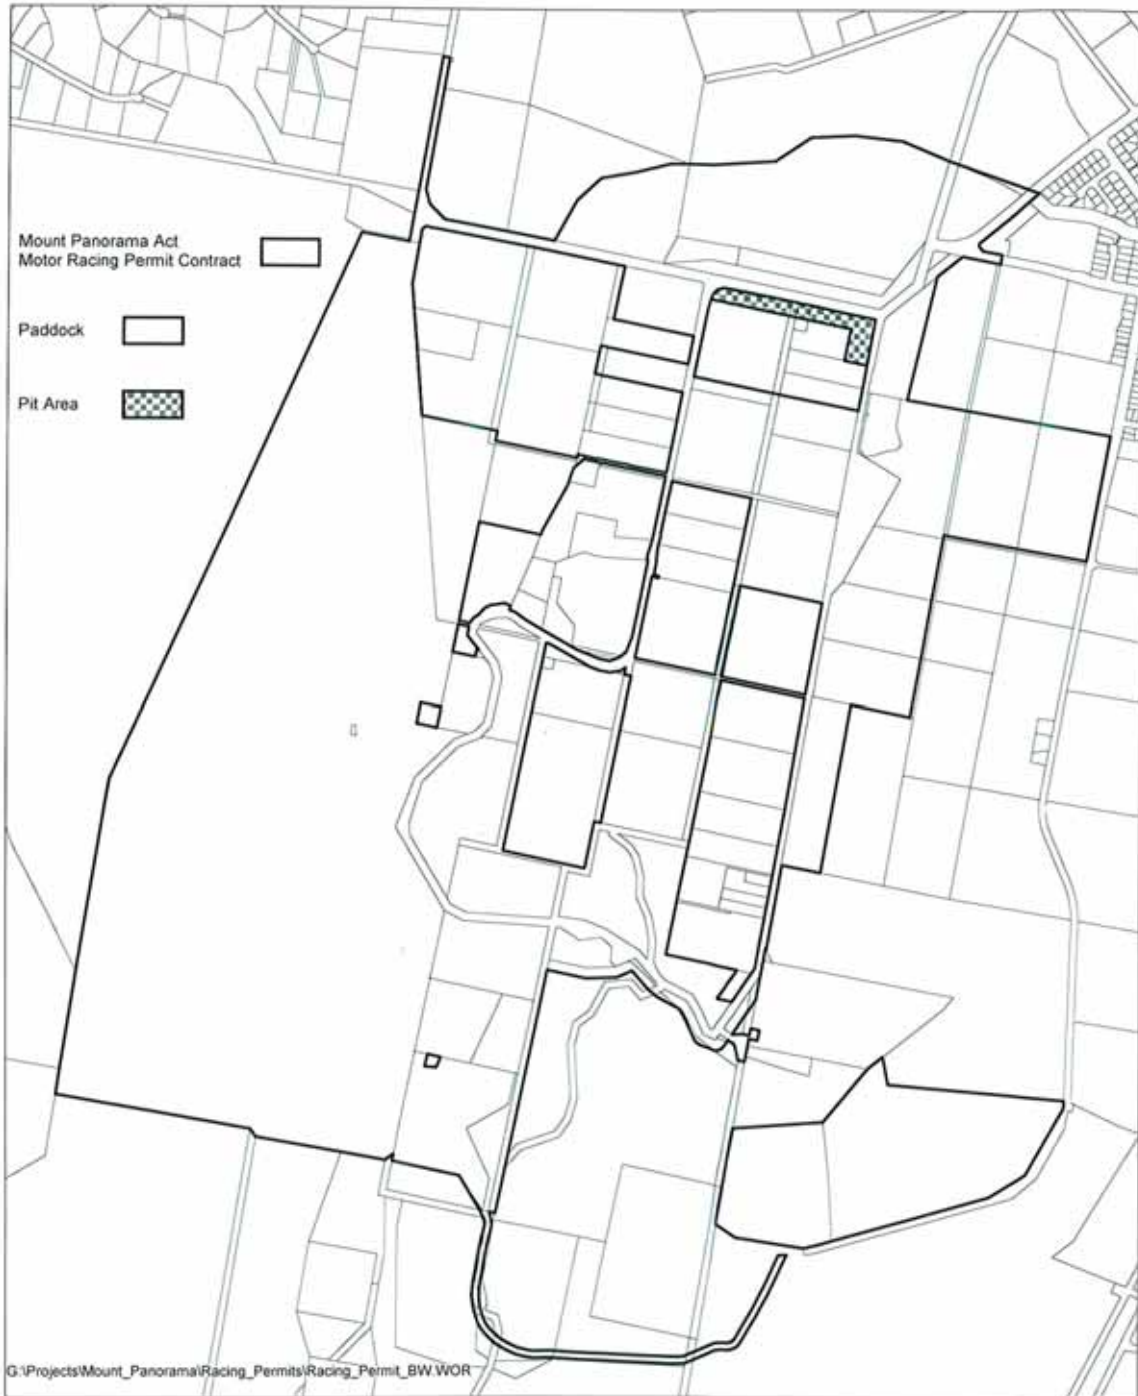 Mount Panorama Act
Motor Racing Permit Contract
Paddock
Pit Area
G:\Projects\Mount_Panorama\Racing_Permits\Racing_Permit_BW.WOR